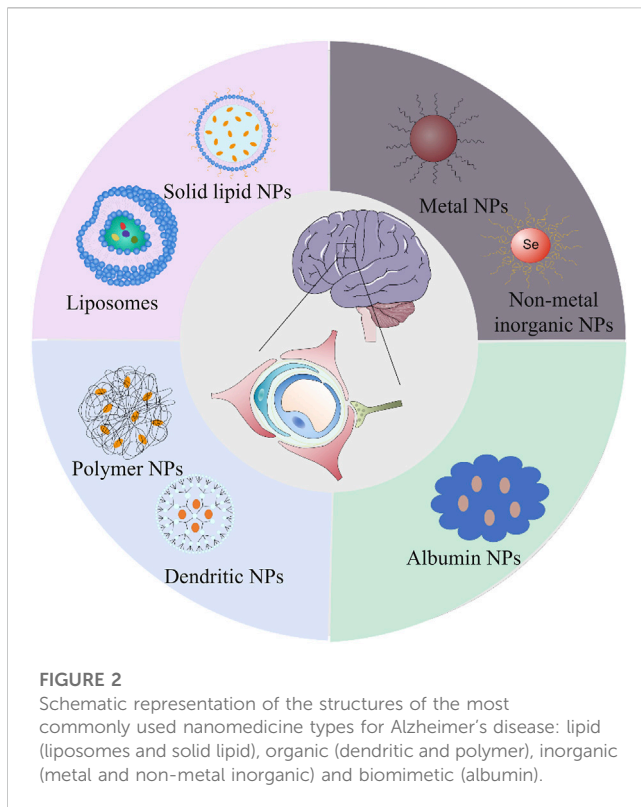 Solid lipid NPs
Liposomes
Metal NPs
Se
Non-metal
inorganic NPs
Polymer NPs
Dendritic NPs
Albumin NPs
FIGURE 2
Schematic representation of the structures of the most
commonly used nanomedicine types for Alzheimer's disease: lipid
(liposomes and solid lipid), organic (dendritic and polymer), inorganic
(metal and non-metal inorganic) and biomimetic (albumin).